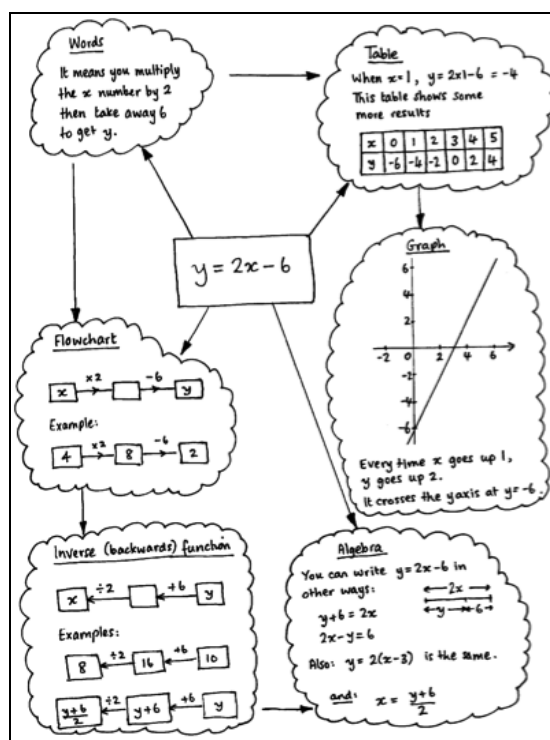 Words
It means you multiply
the x number by 2
then take away 6
to get y.
Table
When x=1, y = 2x1-6 = -4
This table shows some
more results
x 0 1 2 3 4 5
y -6 -4 -2 0 2 4
y = 2x - 6
Graph
6
4
2
-2 0 2 4 6
-2
-4
-6
Every time x goes up 1,
y goes up 2.
It crosses the y axis at y = -6.
Flowchart
x ×2 -6 y
Example:
4 ×2 8 -6 2
Inverse (backwards) function
x ÷2 +6 y
Examples:
8 ÷2 16 +6 10
y+6/2 ÷2 y+6 +6 y
Algebra
You can write y=2x-6 in
other ways:
2x
y 6
y+6 = 2x
2x-y=6
Also: y = 2(x-3) is the same.
and: x = y+6/2